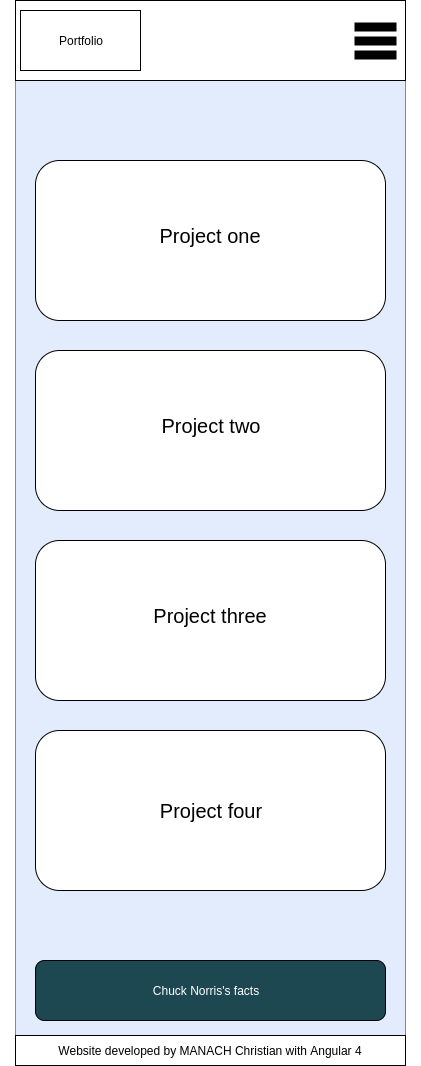 Portfolio
Project one
Project two
Project three
Project four
Chuck Norris's facts
Website developed by MANACH Christian with Angular 4